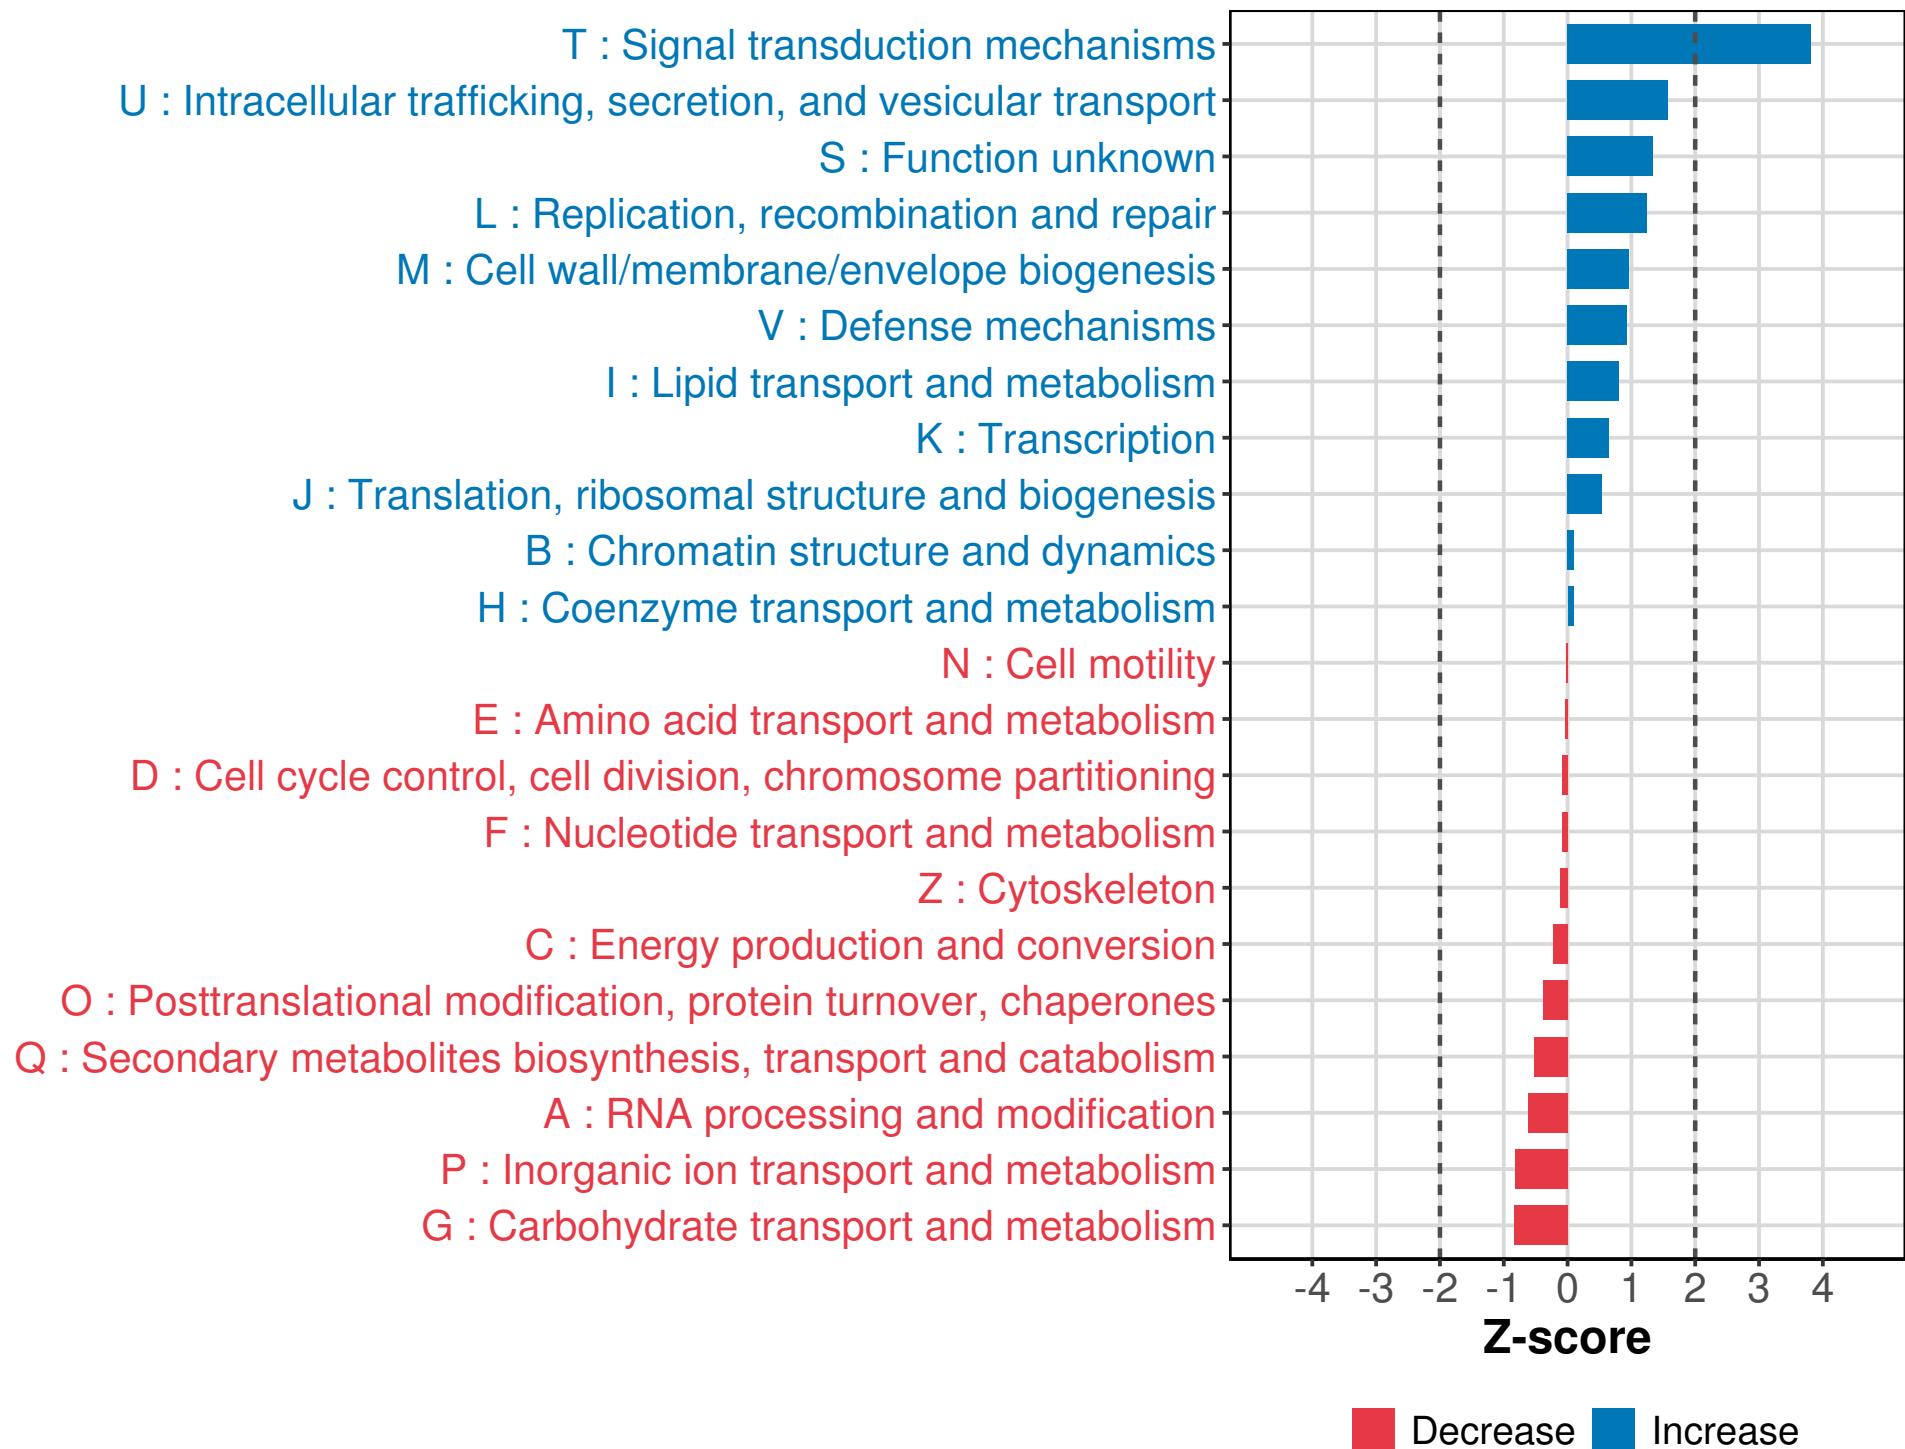 T : Signal transduction mechanisms
U : Intracellular trafficking, secretion, and vesicular transport
S : Function unknown
L : Replication, recombination and repair
M : Cell wall/membrane/envelope biogenesis
V : Defense mechanisms
I : Lipid transport and metabolism
K : Transcription
J : Translation, ribosomal structure and biogenesis
B : Chromatin structure and dynamics
H : Coenzyme transport and metabolism
N : Cell motility
E : Amino acid transport and metabolism
D : Cell cycle control, cell division, chromosome partitioning
F : Nucleotide transport and metabolism
Z : Cytoskeleton
C : Energy production and conversion
O : Posttranslational modification, protein turnover, chaperones
Q : Secondary metabolites biosynthesis, transport and catabolism
A : RNA processing and modification
P : Inorganic ion transport and metabolism
G : Carbohydrate transport and metabolism
-4 -3 -2 -1 0 1 2 3 4
Z-score
Decrease Increase